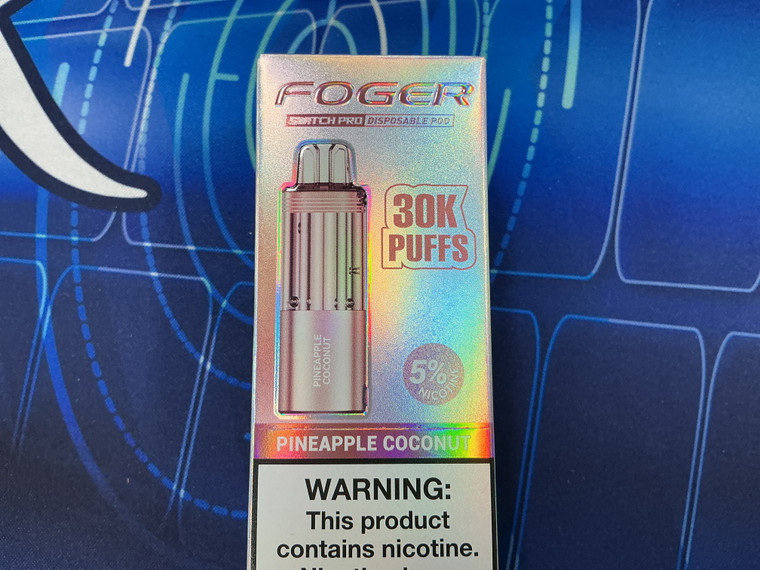 FOGER
SWITCH PRO DISPOSABLE POD
30K
PUFFS
PINEAPPLE
COCONUT
5%
NICOTINE
PINEAPPLE COCONUT
WARNING:
This product
contains nicotine.